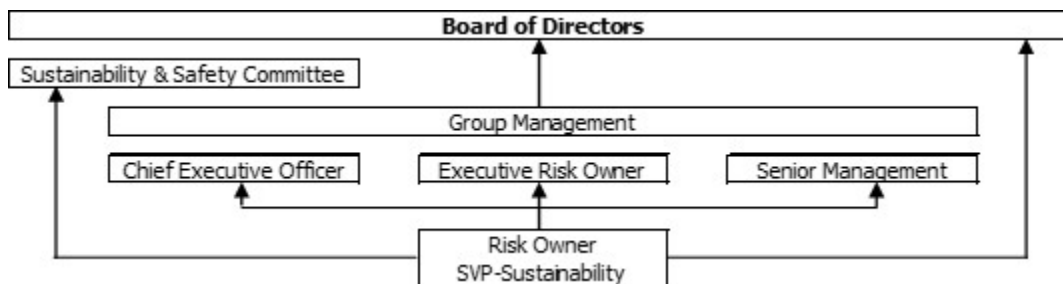 Board of Directors
Sustainability & Safety Committee
Group Management
Chief Executive Officer
Executive Risk Owner
Senior Management
Risk Owner
SVP-Sustainability